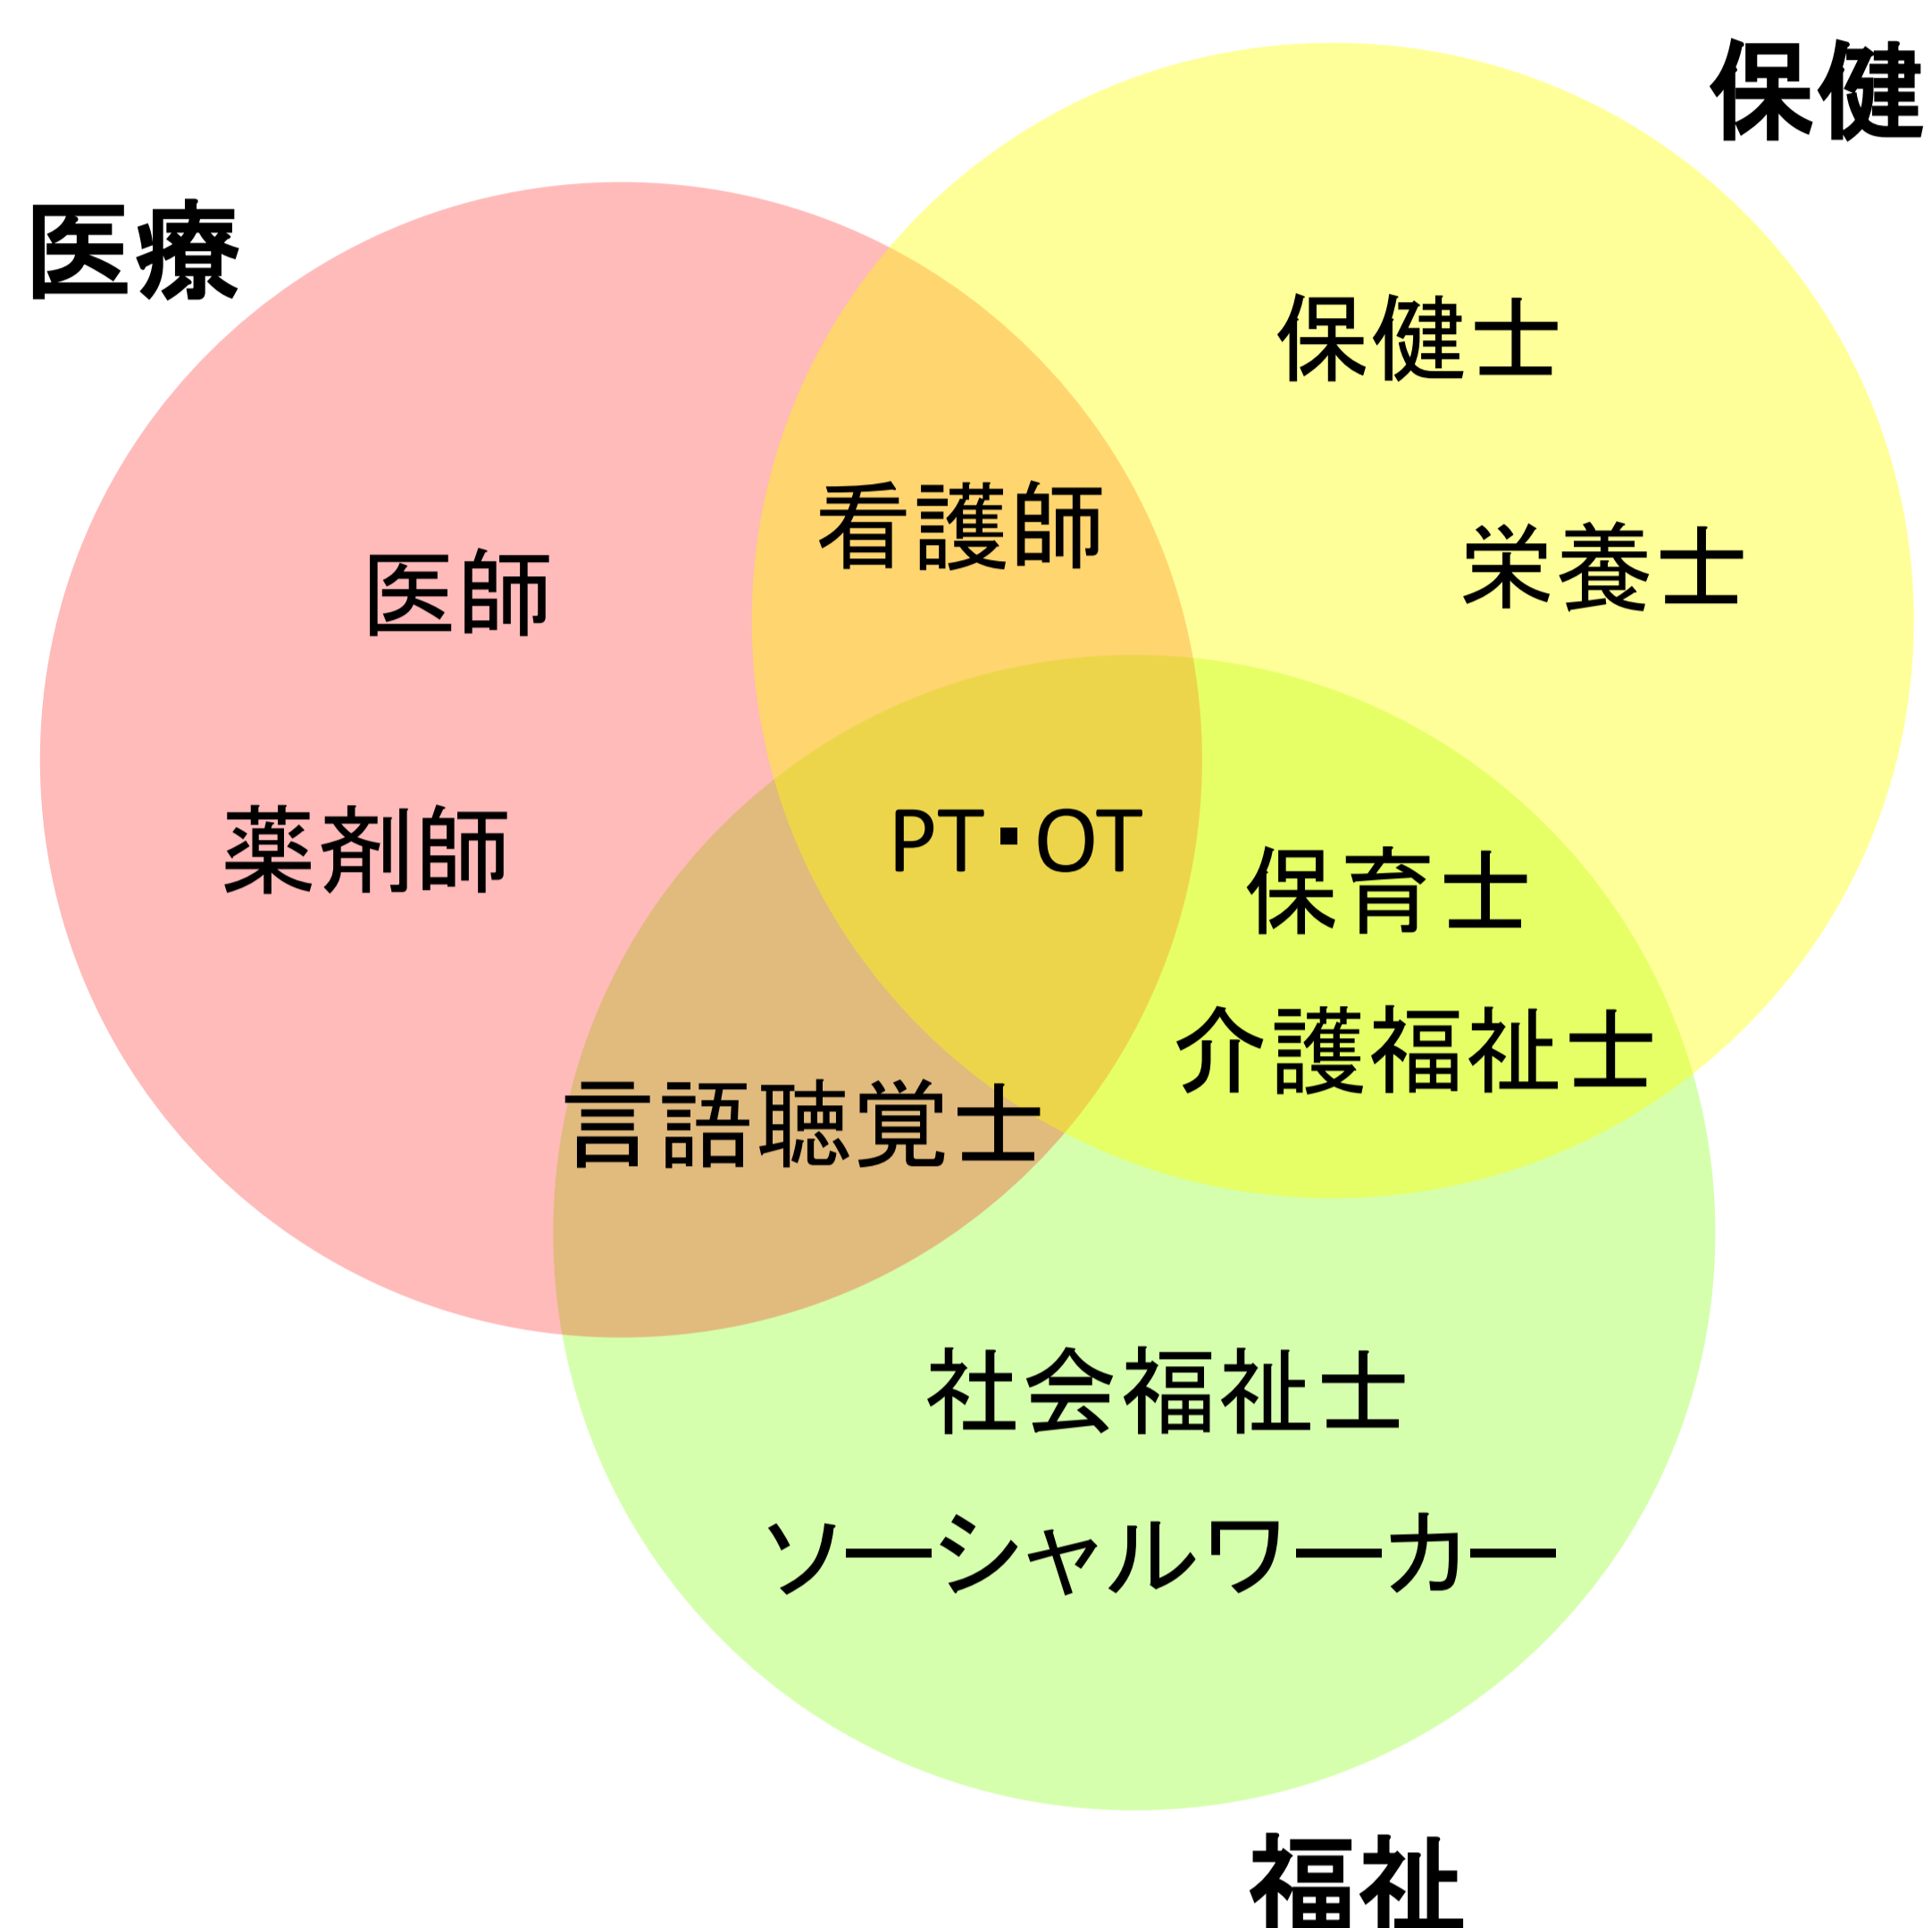 保健
医療
保健士
看護師
栄養士
医師
薬剤師
PT・OT
保育士
介護福祉士
言語聴覚士
社会福祉士
ソーシャルワーカー
福祉